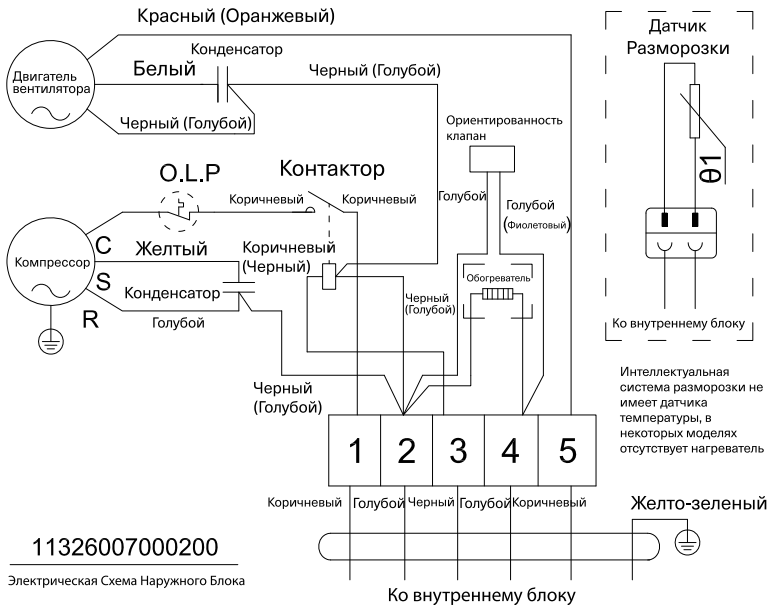 Красный (Оранжевый)
Конденсатор
Белый
Черный (Голубой)
Двигатель
вентилятора
Черный (Голубой)
Датчик
Разморозки
θ1
Ко внутреннему блоку
Ориентированность
клапан
O.L.P
Контактор
Коричневый
Коричневый
Голубой
Голубой
(Фиолетовый)
C
Желтый
Компрессор
S
Конденсатор
R
Голубой
Коричневый
(Черный)
Обогреватель
Черный
(Голубой)
Черный
(Голубой)
Интеллектуальная
система разморозки не
имеет датчика
температуры, в
некоторых моделях
отсутствует нагреватель
1 2 3 4 5
Коричневый Голубой Черный Голубой Коричневый
Желто-зеленый
11326007000200
Электрическая Схема Наружного Блока
Ко внутреннему блоку